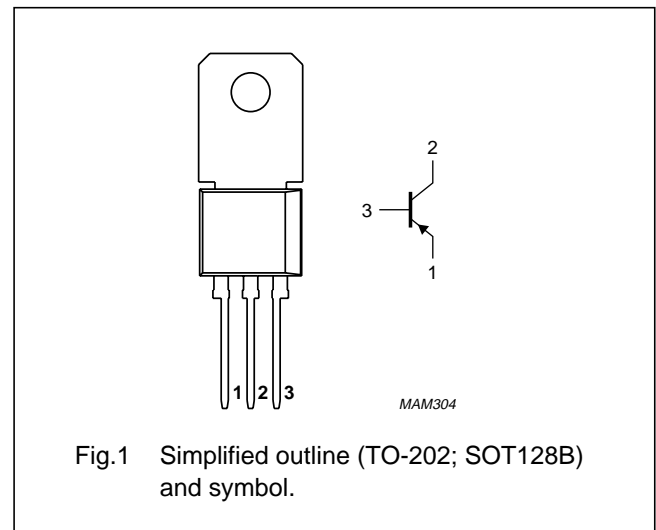 2
3
1
1 2 3
MAM304
Fig.1 Simplified outline (TO-202; SOT128B)
and symbol.